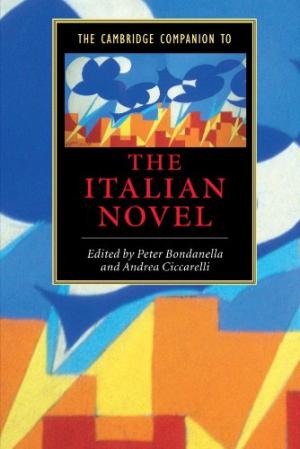 THE CAMBRIDGE COMPANION TO
THE
ITALIAN
NOVEL
Edited by Peter Bondanella
and Andrea Ciccarelli